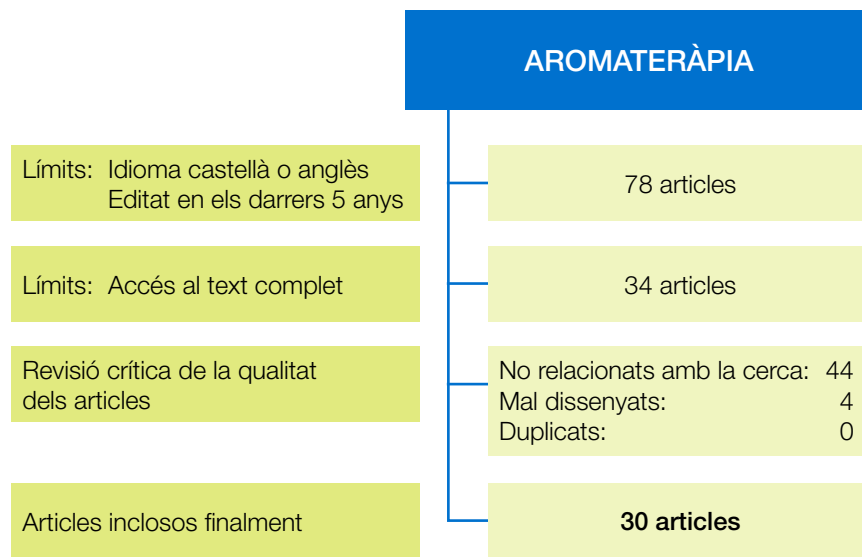 AROMATERÀPIA
Límits: Idioma castellà o anglès
Editat en els darrers 5 anys
78 articles
Límits: Accés al text complet
34 articles
Revisió crítica de la qualitat
dels articles
No relacionats amb la cerca: 44
Mal dissenyats: 4
Duplicats: 0
Articles inclosos finalment
30 articles